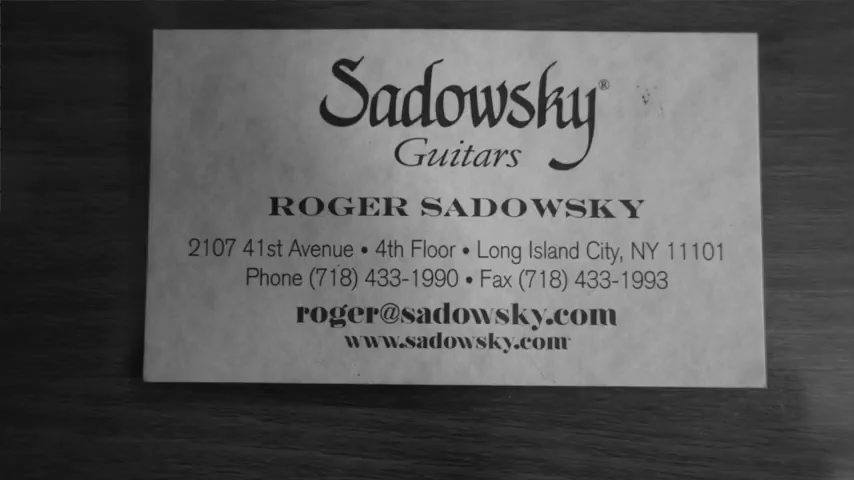 Sadowsky®
Guitars
ROGER SADOWSKY
2107 41st Avenue • 4th Floor • Long Island City, NY 11101
Phone (718) 433-1990 • Fax (718) 433-1993
roger@sadowsky.com
www.sadowsky.com